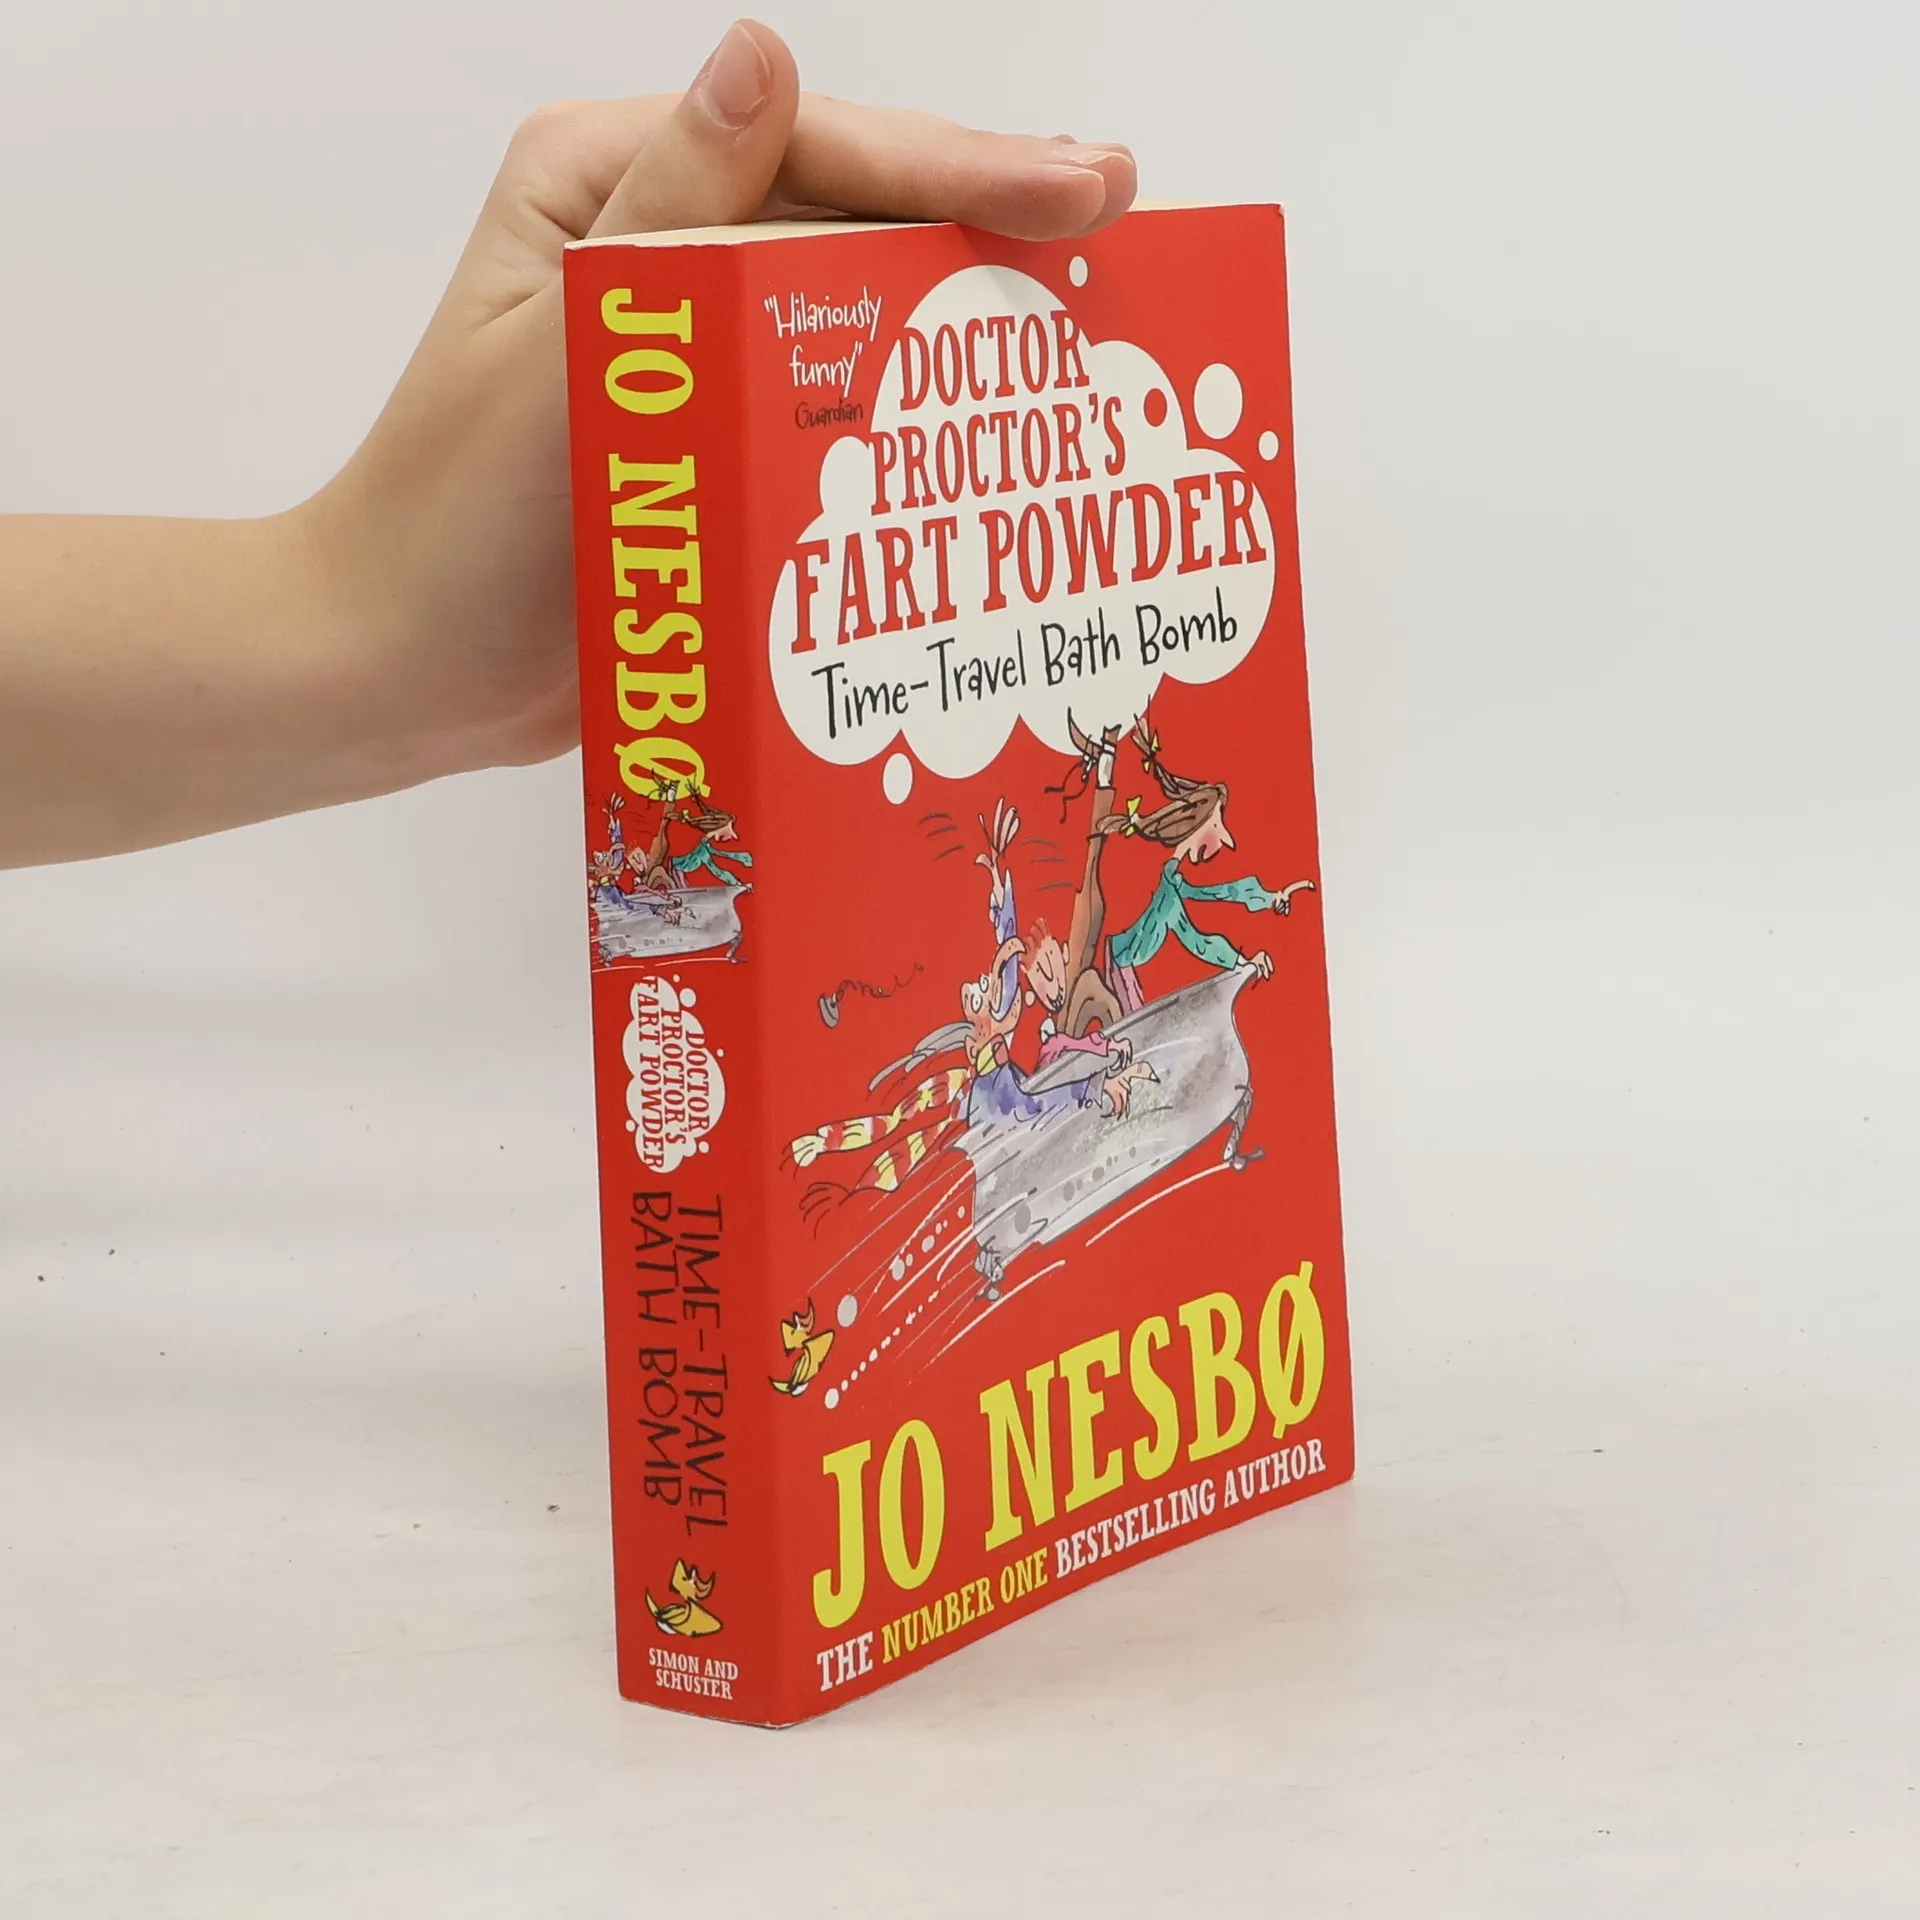 JO NESBØ
DOCTOR
PROCTOR'S
FART POWDER
TIME-TRAVEL
BATH BOMB
SIMON AND
SCHUSTER
"Hilariously
funny"
Guardian
DOCTOR
PROCTOR'S
FART POWDER
Time-Travel Bath Bomb
JO NESBØ
THE NUMBER ONE BESTSELLING AUTHOR